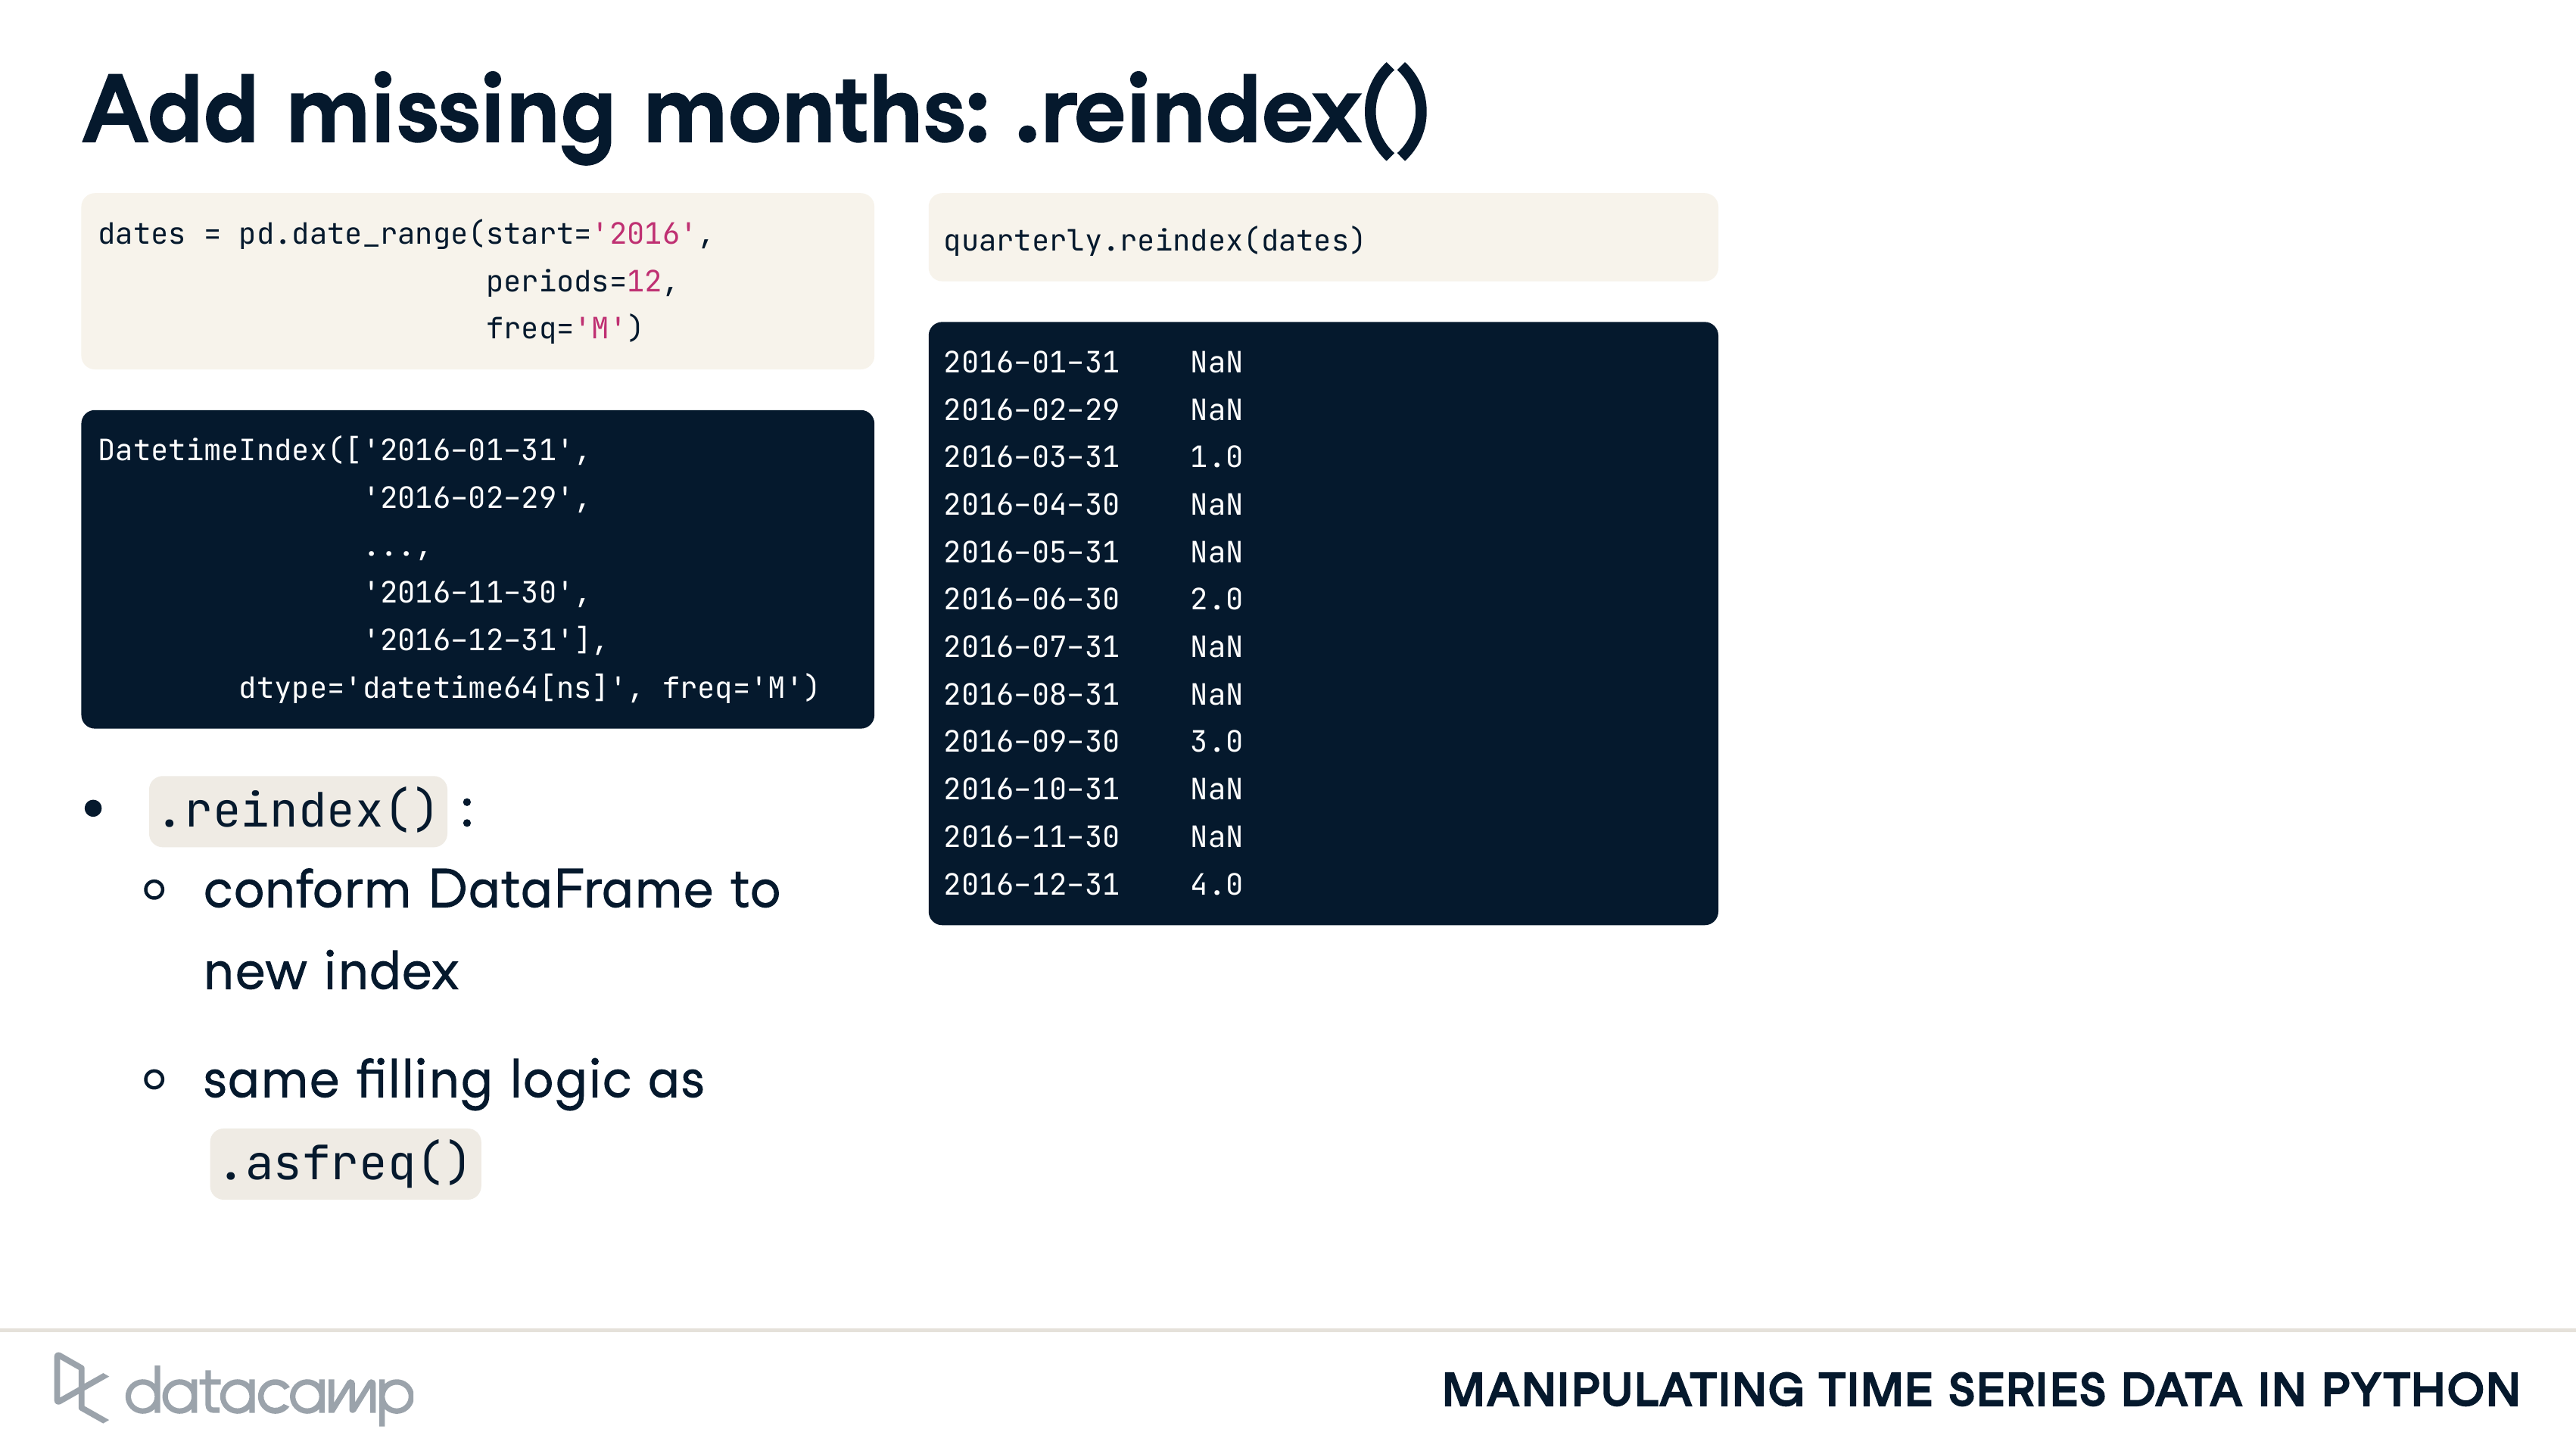 Add missing months: .reindex()
dates = pd.date_range(start='2016',
periods=12,
freq='M')
DatetimeIndex(['2016-01-31',
'2016-02-29',
...,
'2016-11-30',
'2016-12-31'],
dtype='datetime64[ns]', freq='M')
• .reindex() :
○ conform DataFrame to
new index
○ same filling logic as
.asfreq()
quarterly.reindex(dates)
2016-01-31    NaN
2016-02-29    NaN
2016-03-31    1.0
2016-04-30    NaN
2016-05-31    NaN
2016-06-30    2.0
2016-07-31    NaN
2016-08-31    NaN
2016-09-30    3.0
2016-10-31    NaN
2016-11-30    NaN
2016-12-31    4.0
datacamp
MANIPULATING TIME SERIES DATA IN PYTHON